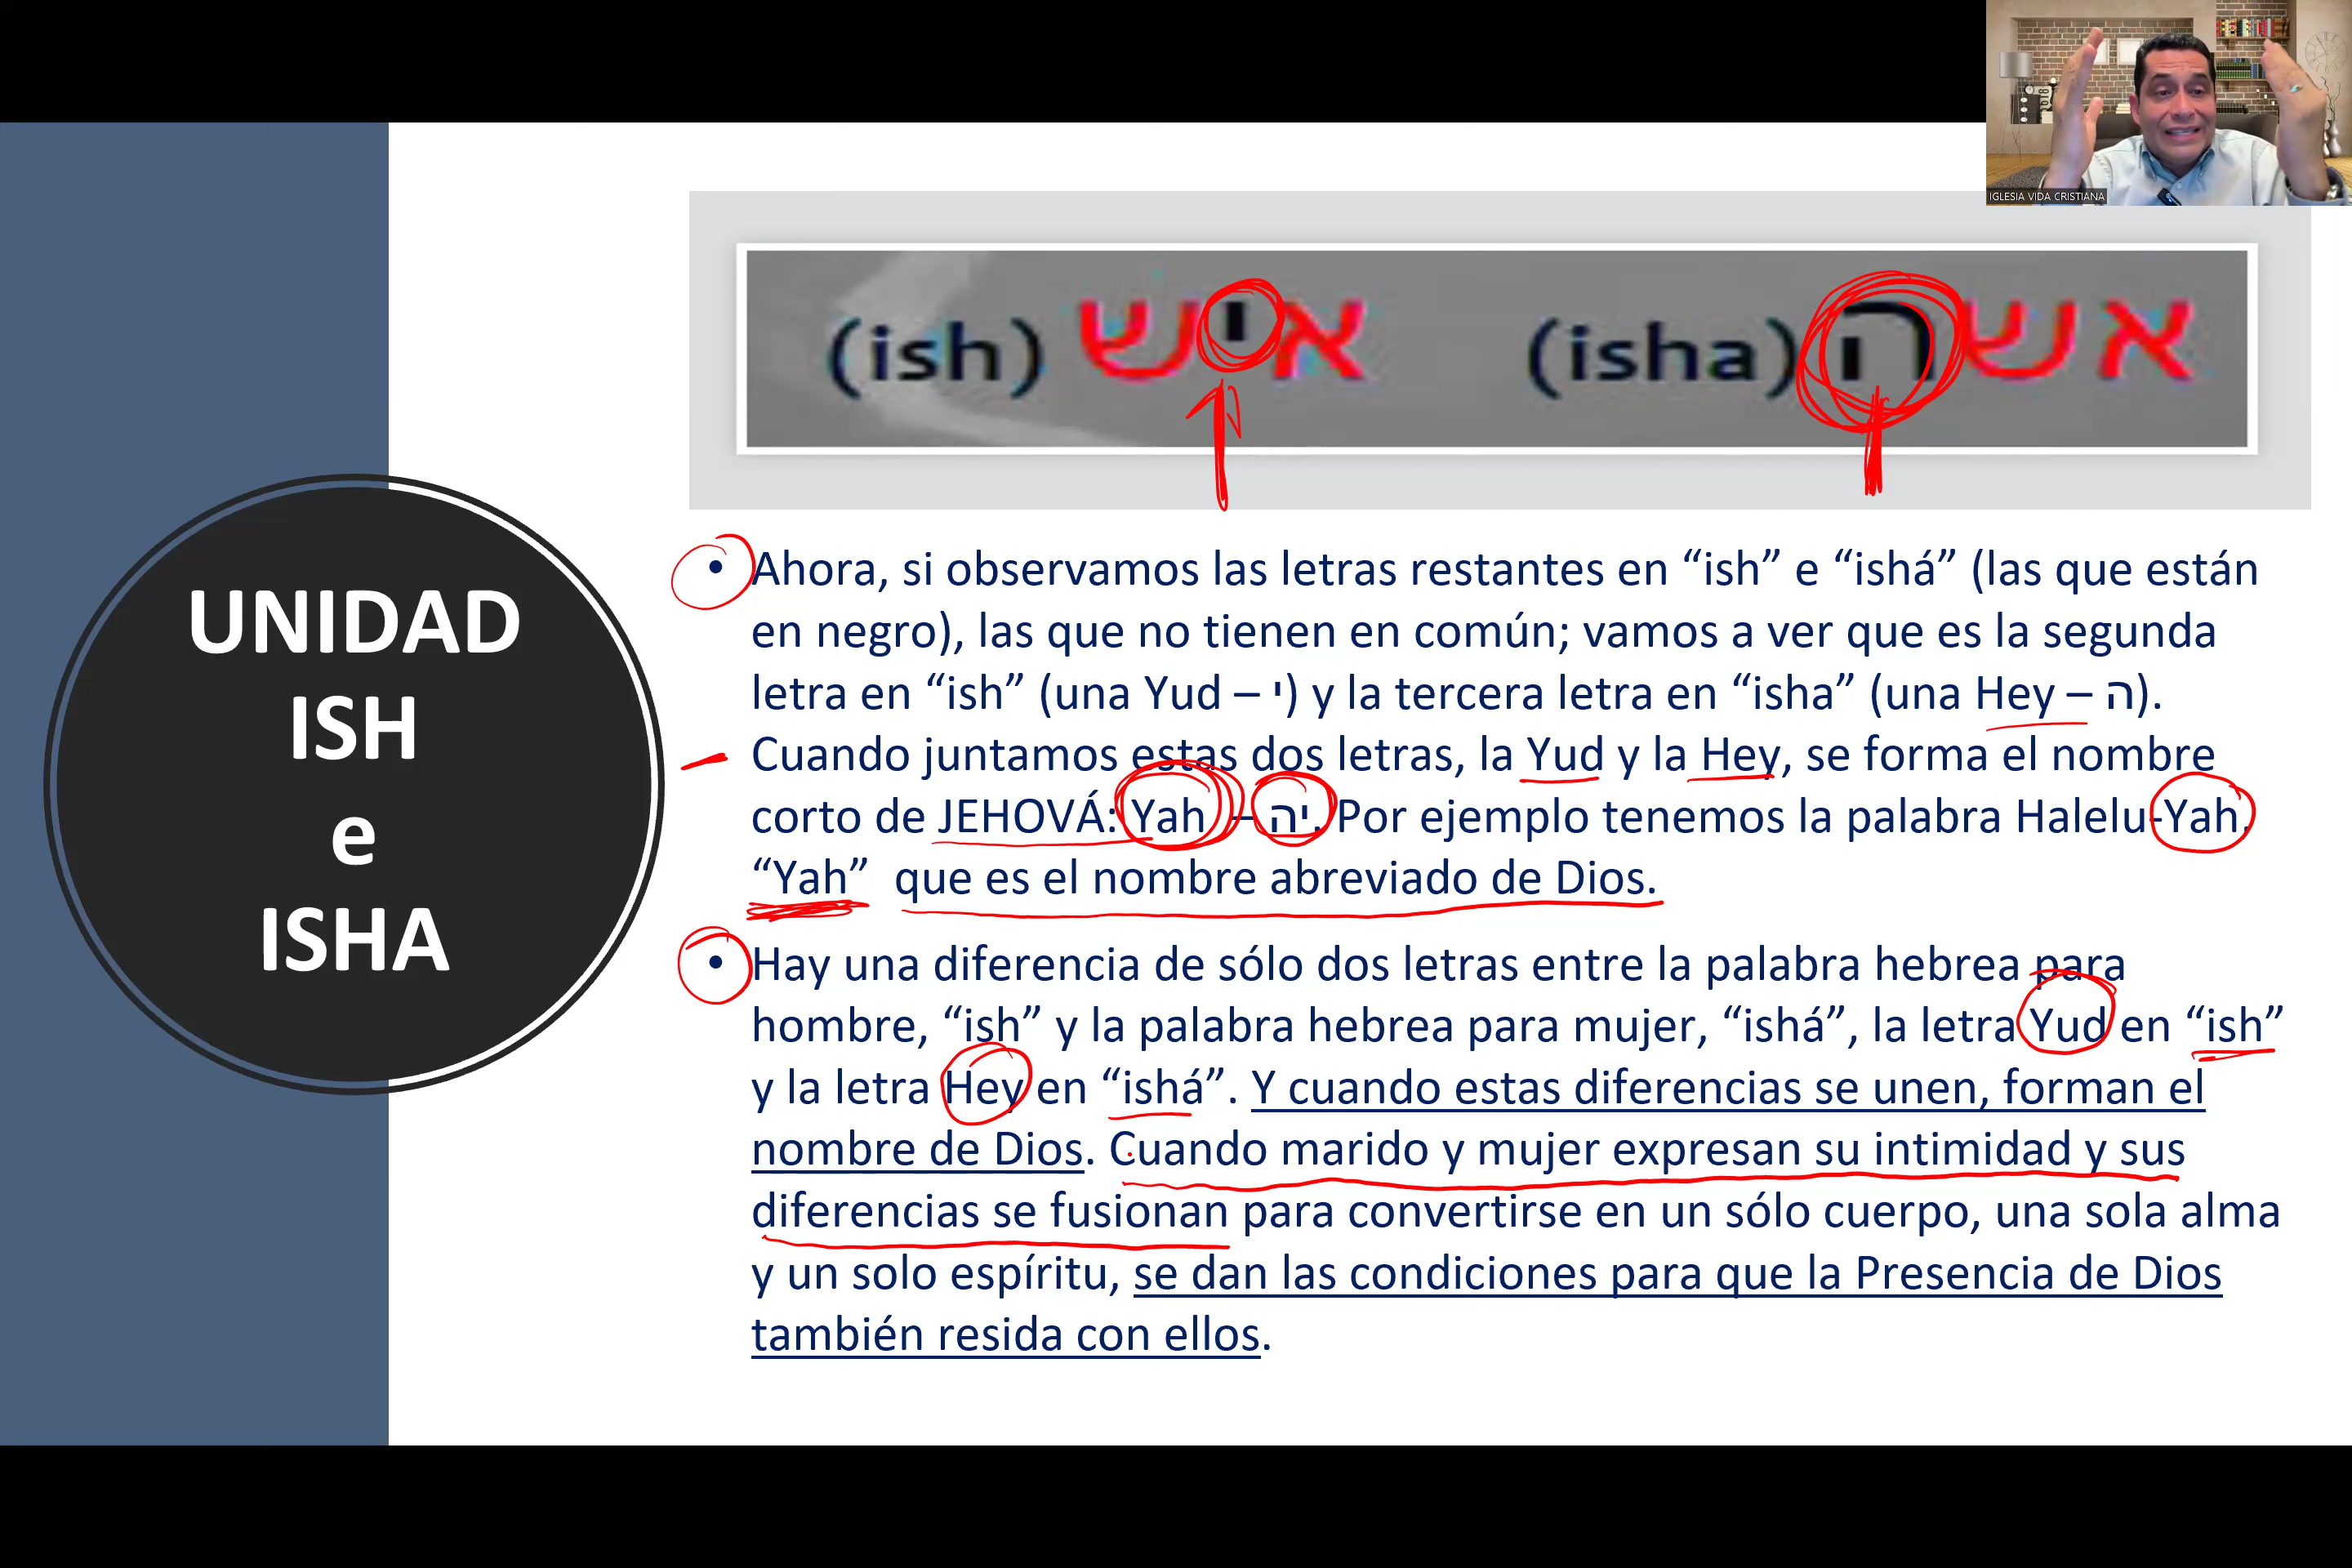 IGLESIA VIDA CRISTIANA
(ish) איש (isha) אשה
UNIDAD
ISH
e
ISHA
• Ahora, si observamos las letras restantes en “ish” e “ishá” (las que están
en negro), las que no tienen en común; vamos a ver que es la segunda
letra en “ish” (una Yud – י) y la tercera letra en “isha” (una Hey – ה).
Cuando juntamos estas dos letras, la Yud y la Hey, se forma el nombre
corto de JEHOVÁ: Yah – יה. Por ejemplo tenemos la palabra Halelu-Yah,
“Yah” que es el nombre abreviado de Dios.
• Hay una diferencia de sólo dos letras entre la palabra hebrea para
hombre, “ish” y la palabra hebrea para mujer, “ishá”, la letra Yud en “ish”
y la letra Hey en “ishá”. Y cuando estas diferencias se unen, forman el
nombre de Dios. Cuando marido y mujer expresan su intimidad y sus
diferencias se fusionan para convertirse en un sólo cuerpo, una sola alma
y un solo espíritu, se dan las condiciones para que la Presencia de Dios
también resida con ellos.